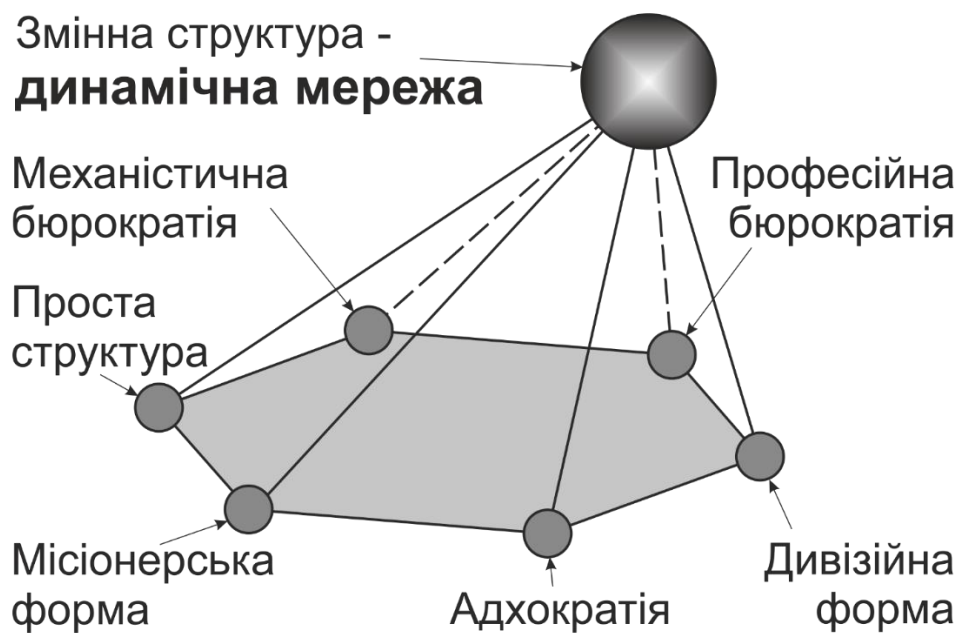 Змінна структура -
динамічна мережа
Механістична
бюрократія
Професійна
бюрократія
Проста
структура
Місіонерська
форма
Адхократія
Дивізійна
форма